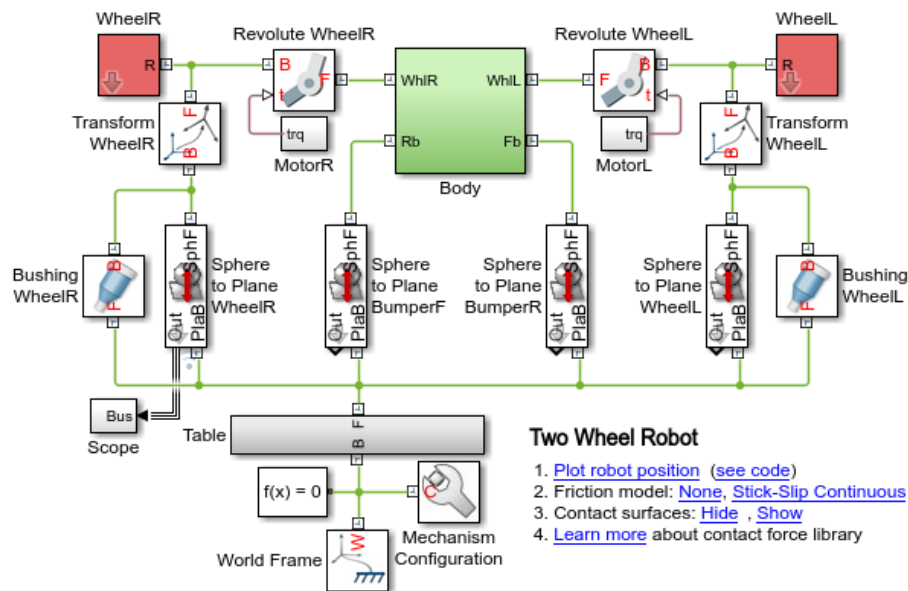 WheelR
Revolute WheelR
Revolute WheelL
WheelL
R
B
F
WhlR
WhlL
F
B
R
t
t
F
F
Transform
WheelR
trq
MotorR
Rb
Fb
trq
MotorL
Transform
WheelL
B
B
Body
SphF
SphF
SphF
SphF
B
B
Bushing
WheelR
Sphere
to Plane
WheelR
Sphere
to Plane
BumperF
Sphere
to Plane
BumperR
Sphere
to Plane
WheelL
Bushing
WheelL
F
Out
PlaB
Out
PlaB
Out
PlaB
Out
PlaB
F
Bus
Scope
Table
F
B
f(x) = 0
C
Mechanism
Configuration
World Frame
W
Two Wheel Robot
1. Plot robot position (see code)
2. Friction model: None, Stick-Slip Continuous
3. Contact surfaces: Hide , Show
4. Learn more about contact force library